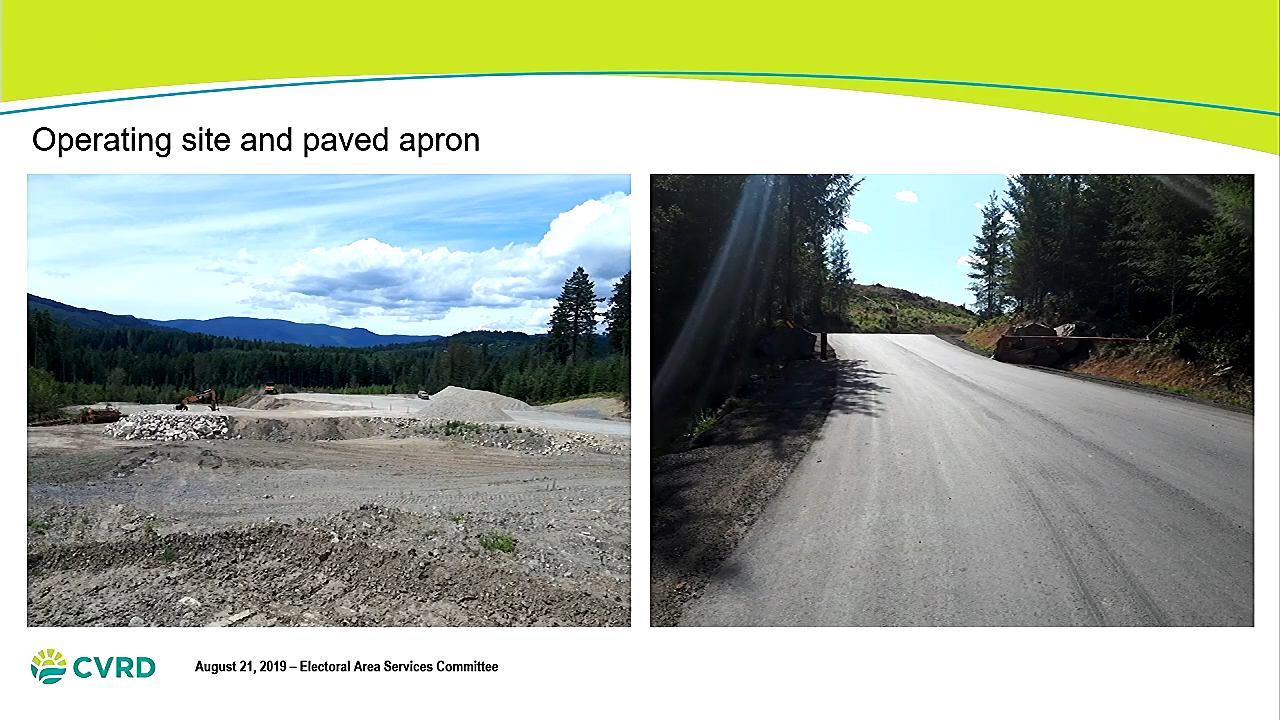 Operating site and paved apron
CVRD
August 21, 2019 – Electoral Area Services Committee